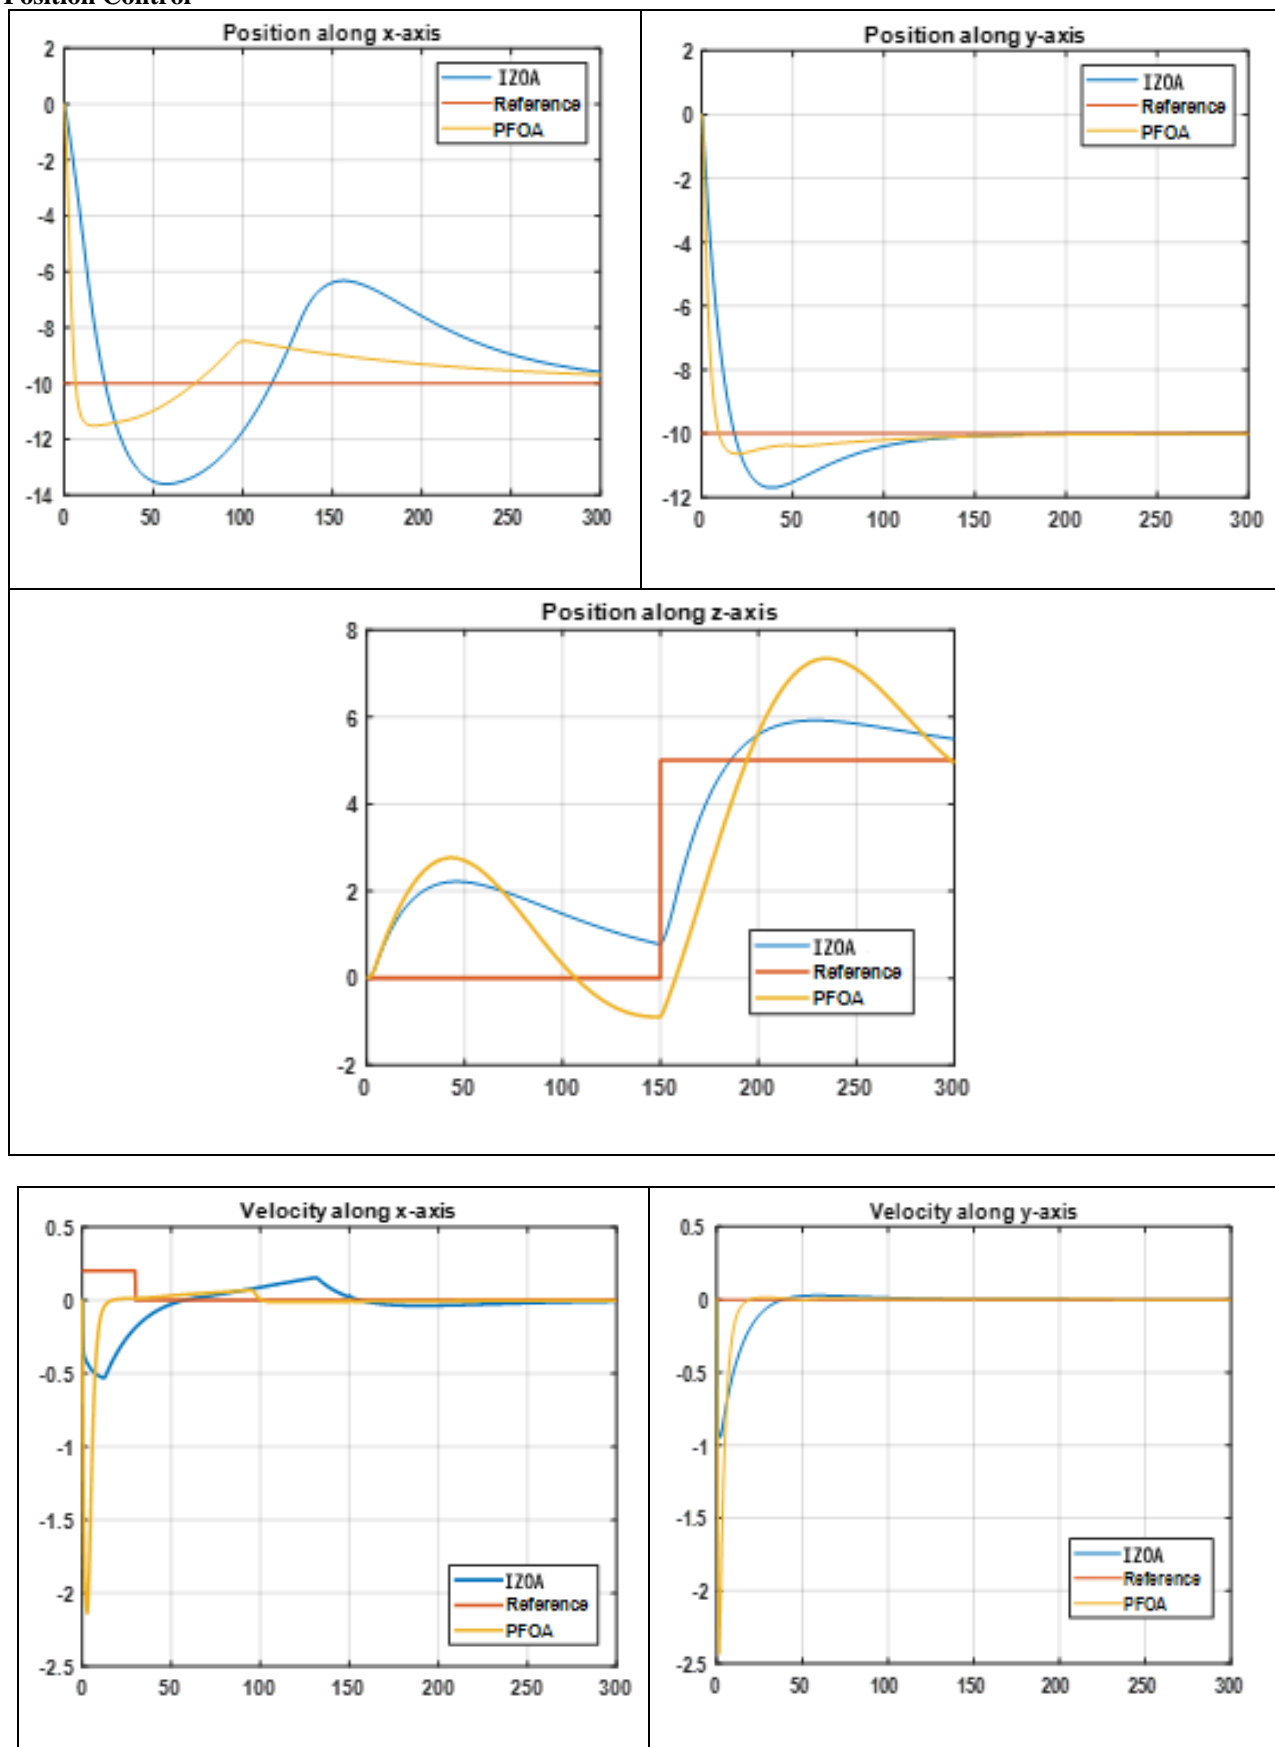 Position Control
Position along x-axis
2
0
-2
-4
-6
-8
-10
-12
-14
0 50 100 150 200 250 300
IZOA
Reference
PFOA
Position along y-axis
2
0
-2
-4
-6
-8
-10
-12
0 50 100 150 200 250 300
IZOA
Reference
PFOA
Position along z-axis
8
6
4
2
0
-2
0 50 100 150 200 250 300
IZOA
Reference
PFOA
Velocity along x-axis
0.5
0
-0.5
-1
-1.5
-2
-2.5
0 50 100 150 200 250 300
IZOA
Reference
PFOA
Velocity along y-axis
0.5
0
-0.5
-1
-1.5
-2
-2.5
0 50 100 150 200 250 300
IZOA
Reference
PFOA